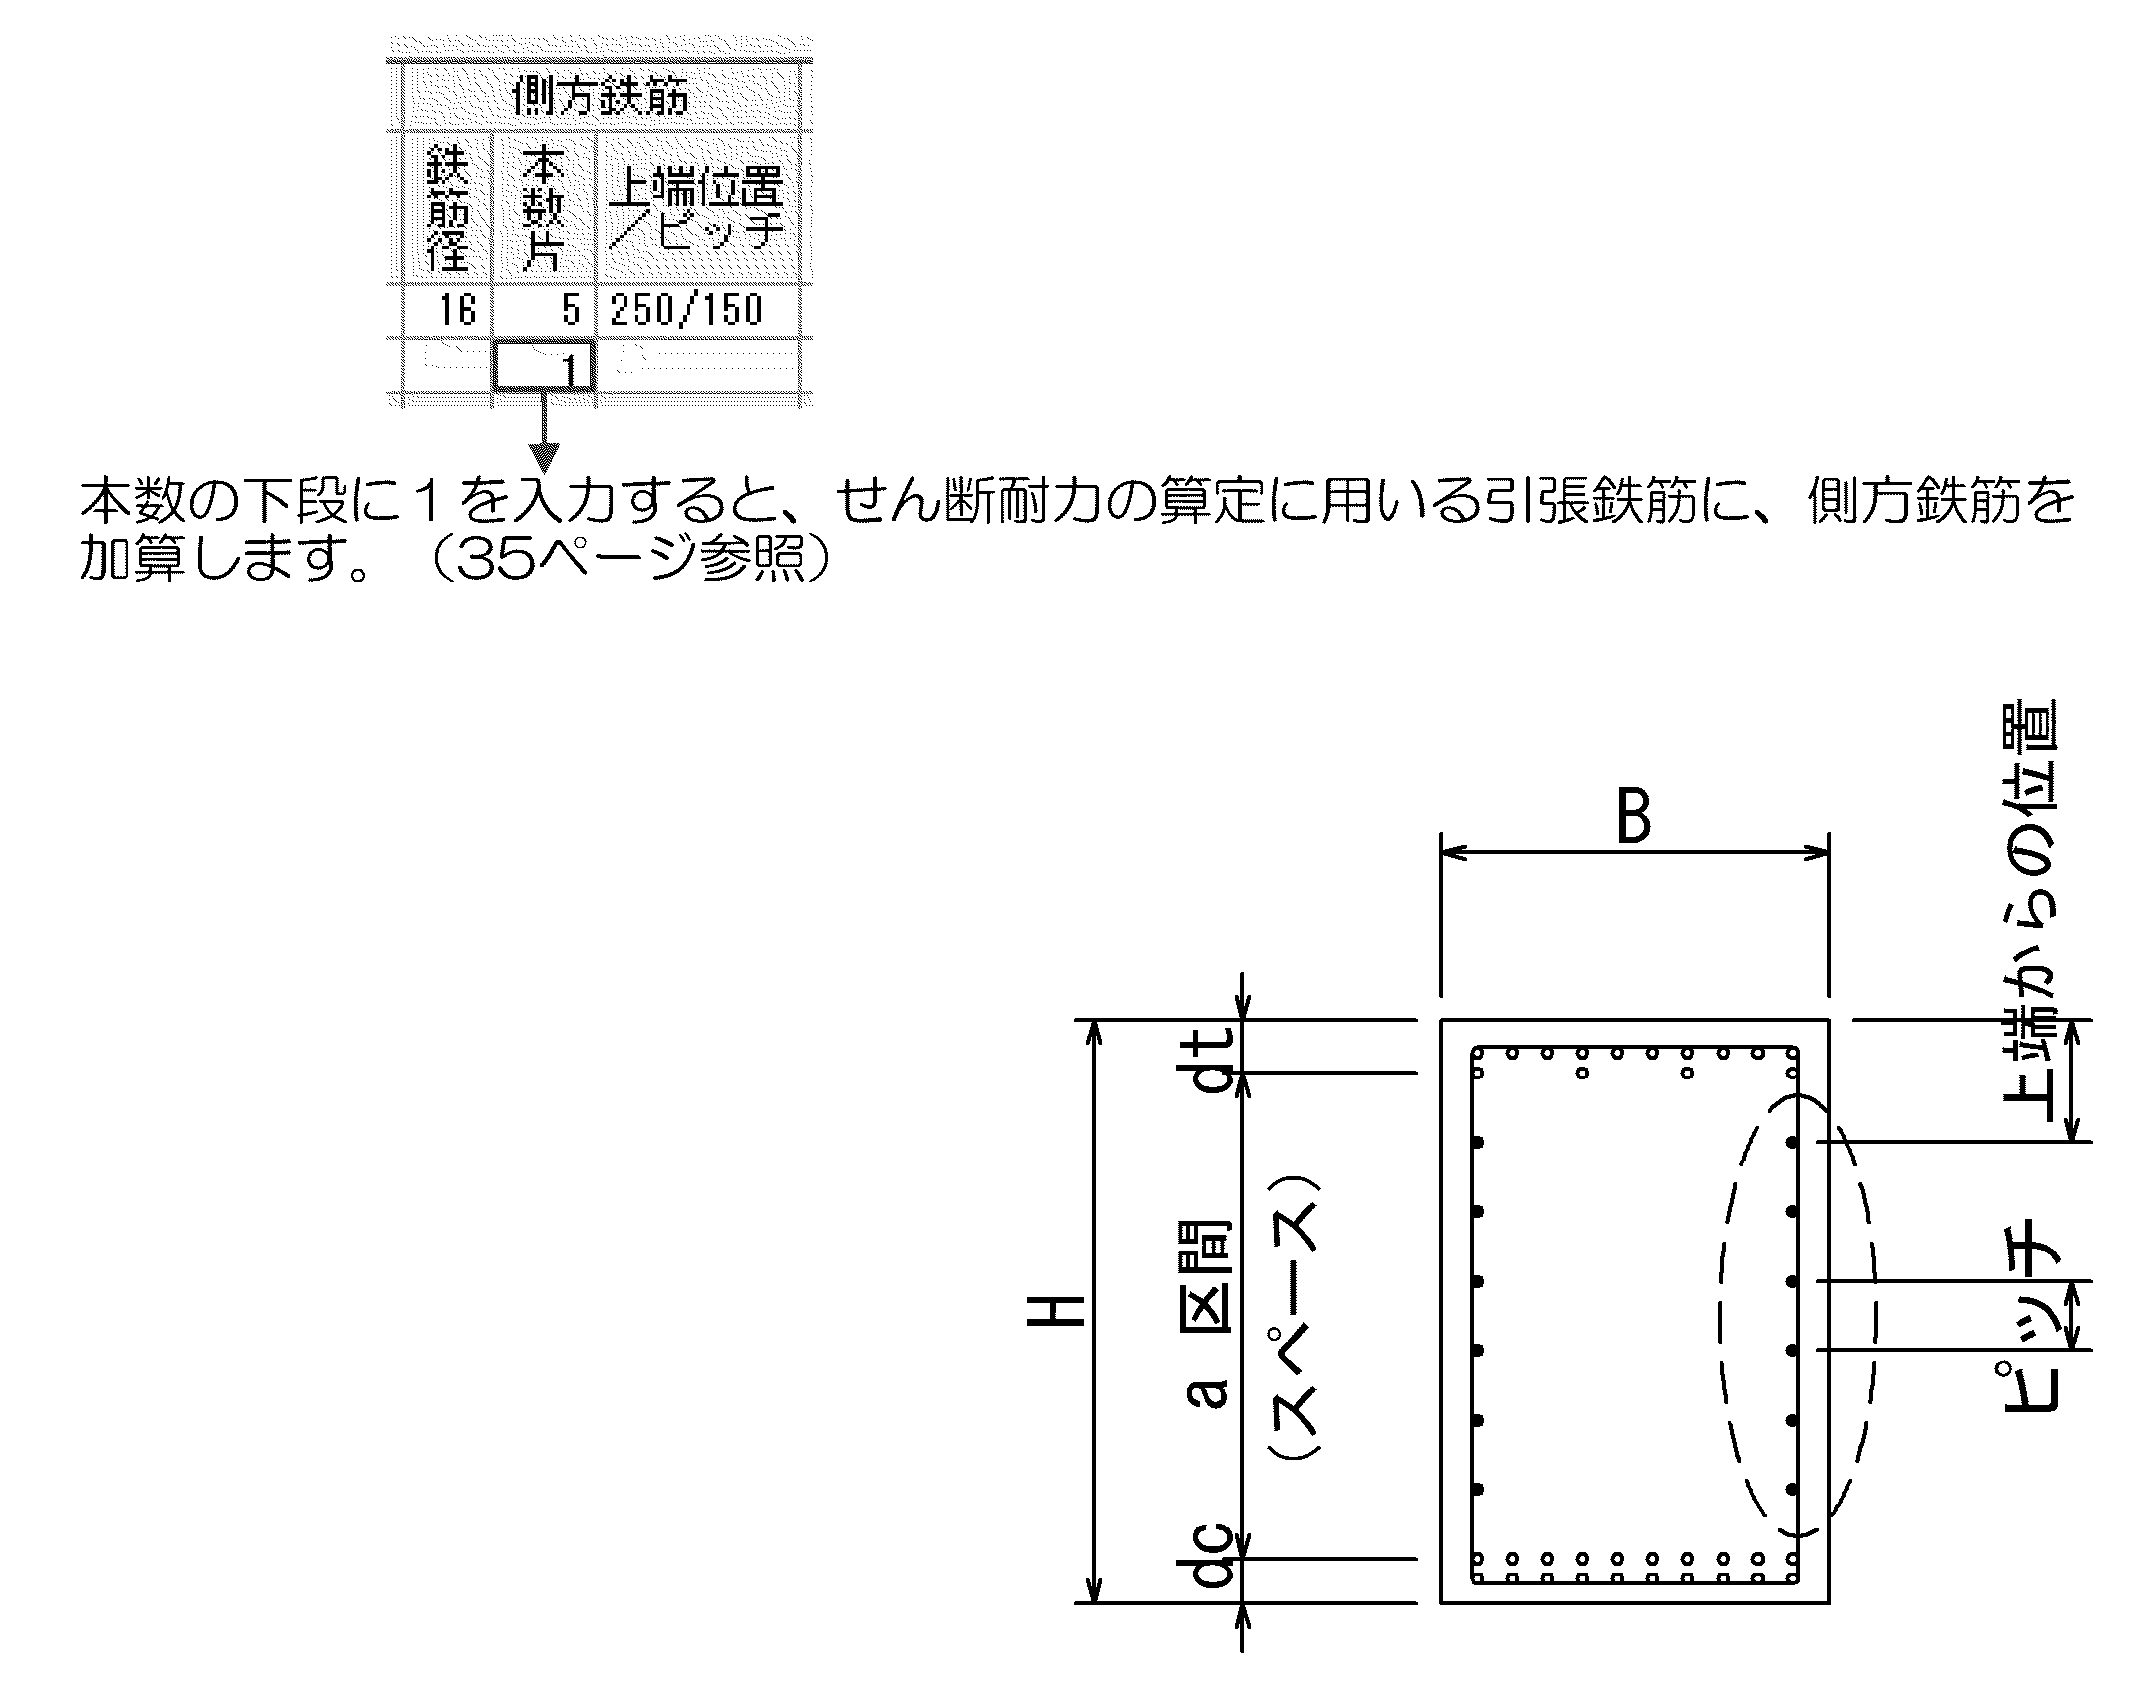 側方鉄筋
鉄筋径
本数片
上端位置
／ピッチ
16 5 250/150
1
本数の下段に１を入力すると、せん断耐力の算定に用いる引張鉄筋に、側方鉄筋を
加算します。（35ページ参照）
B
上端からの位置
dt
H
a 区間
（スペース）
ピッチ
dc